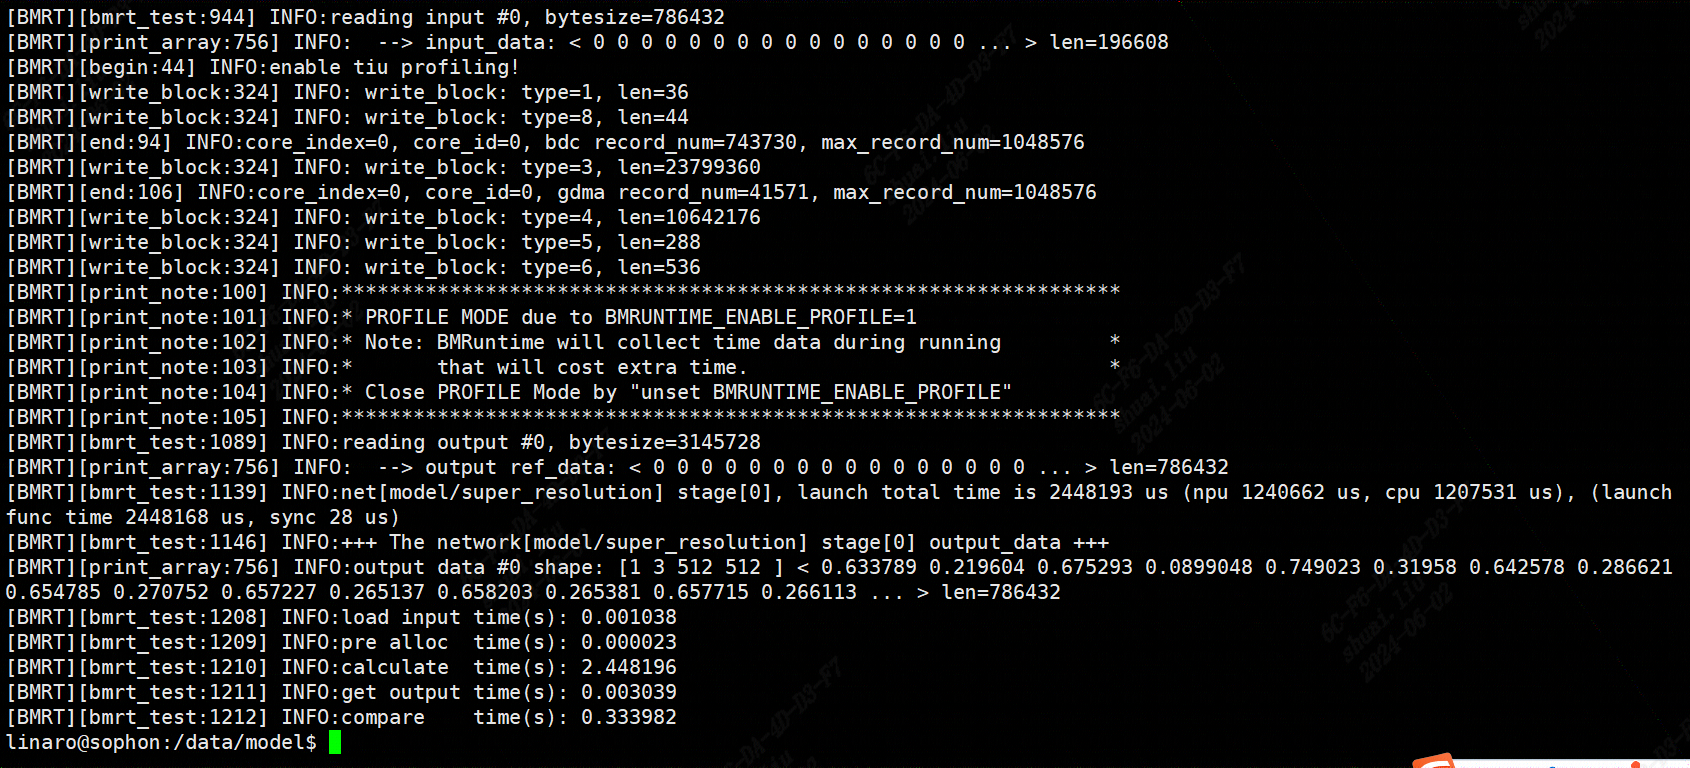 [BMRT][bmrt_test:944] INFO:reading input #0, bytesize=786432
[BMRT][print_array:756] INFO:  --> input_data: < 0 0 0 0 0 0 0 0 0 0 0 0 0 0 0 0 ... > len=196608
[BMRT][begin:44] INFO:enable tiu profiling!
[BMRT][write_block:324] INFO: write_block: type=1, len=36
[BMRT][write_block:324] INFO: write_block: type=8, len=44
[BMRT][end:94] INFO:core_index=0, core_id=0, bdc record_num=743730, max_record_num=1048576
[BMRT][write_block:324] INFO: write_block: type=3, len=23799360
[BMRT][end:106] INFO:core_index=0, core_id=0, gdma record_num=41571, max_record_num=1048576
[BMRT][write_block:324] INFO: write_block: type=4, len=10642176
[BMRT][write_block:324] INFO: write_block: type=5, len=288
[BMRT][write_block:324] INFO: write_block: type=6, len=536
[BMRT][print_note:100] INFO:*****************************************************************
[BMRT][print_note:101] INFO:* PROFILE MODE due to BMRUNTIME_ENABLE_PROFILE=1
[BMRT][print_note:102] INFO:* Note: BMRuntime will collect time data during running         *
[BMRT][print_note:103] INFO:*       that will cost extra time.                              *
[BMRT][print_note:104] INFO:* Close PROFILE Mode by "unset BMRUNTIME_ENABLE_PROFILE"
[BMRT][print_note:105] INFO:*****************************************************************
[BMRT][bmrt_test:1089] INFO:reading output #0, bytesize=3145728
[BMRT][print_array:756] INFO:  --> output ref_data: < 0 0 0 0 0 0 0 0 0 0 0 0 0 0 0 0 ... > len=786432
[BMRT][bmrt_test:1139] INFO:net[model/super_resolution] stage[0], launch total time is 2448193 us (npu 1240662 us, cpu 1207531 us), (launch
func time 2448168 us, sync 28 us)
[BMRT][bmrt_test:1146] INFO:+++ The network[model/super_resolution] stage[0] output_data +++
[BMRT][print_array:756] INFO:output data #0 shape: [1 3 512 512 ] < 0.633789 0.219604 0.675293 0.0899048 0.749023 0.31958 0.642578 0.286621
0.654785 0.270752 0.657227 0.265137 0.658203 0.265381 0.657715 0.266113 ... > len=786432
[BMRT][bmrt_test:1208] INFO:load input time(s): 0.001038
[BMRT][bmrt_test:1209] INFO:pre alloc  time(s): 0.000023
[BMRT][bmrt_test:1210] INFO:calculate  time(s): 2.448196
[BMRT][bmrt_test:1211] INFO:get output time(s): 0.003039
[BMRT][bmrt_test:1212] INFO:compare    time(s): 0.333982
linaro@sophon:/data/model$
6C-F6-DA-4D-D3-F7
shuai.liu
2024-06-02